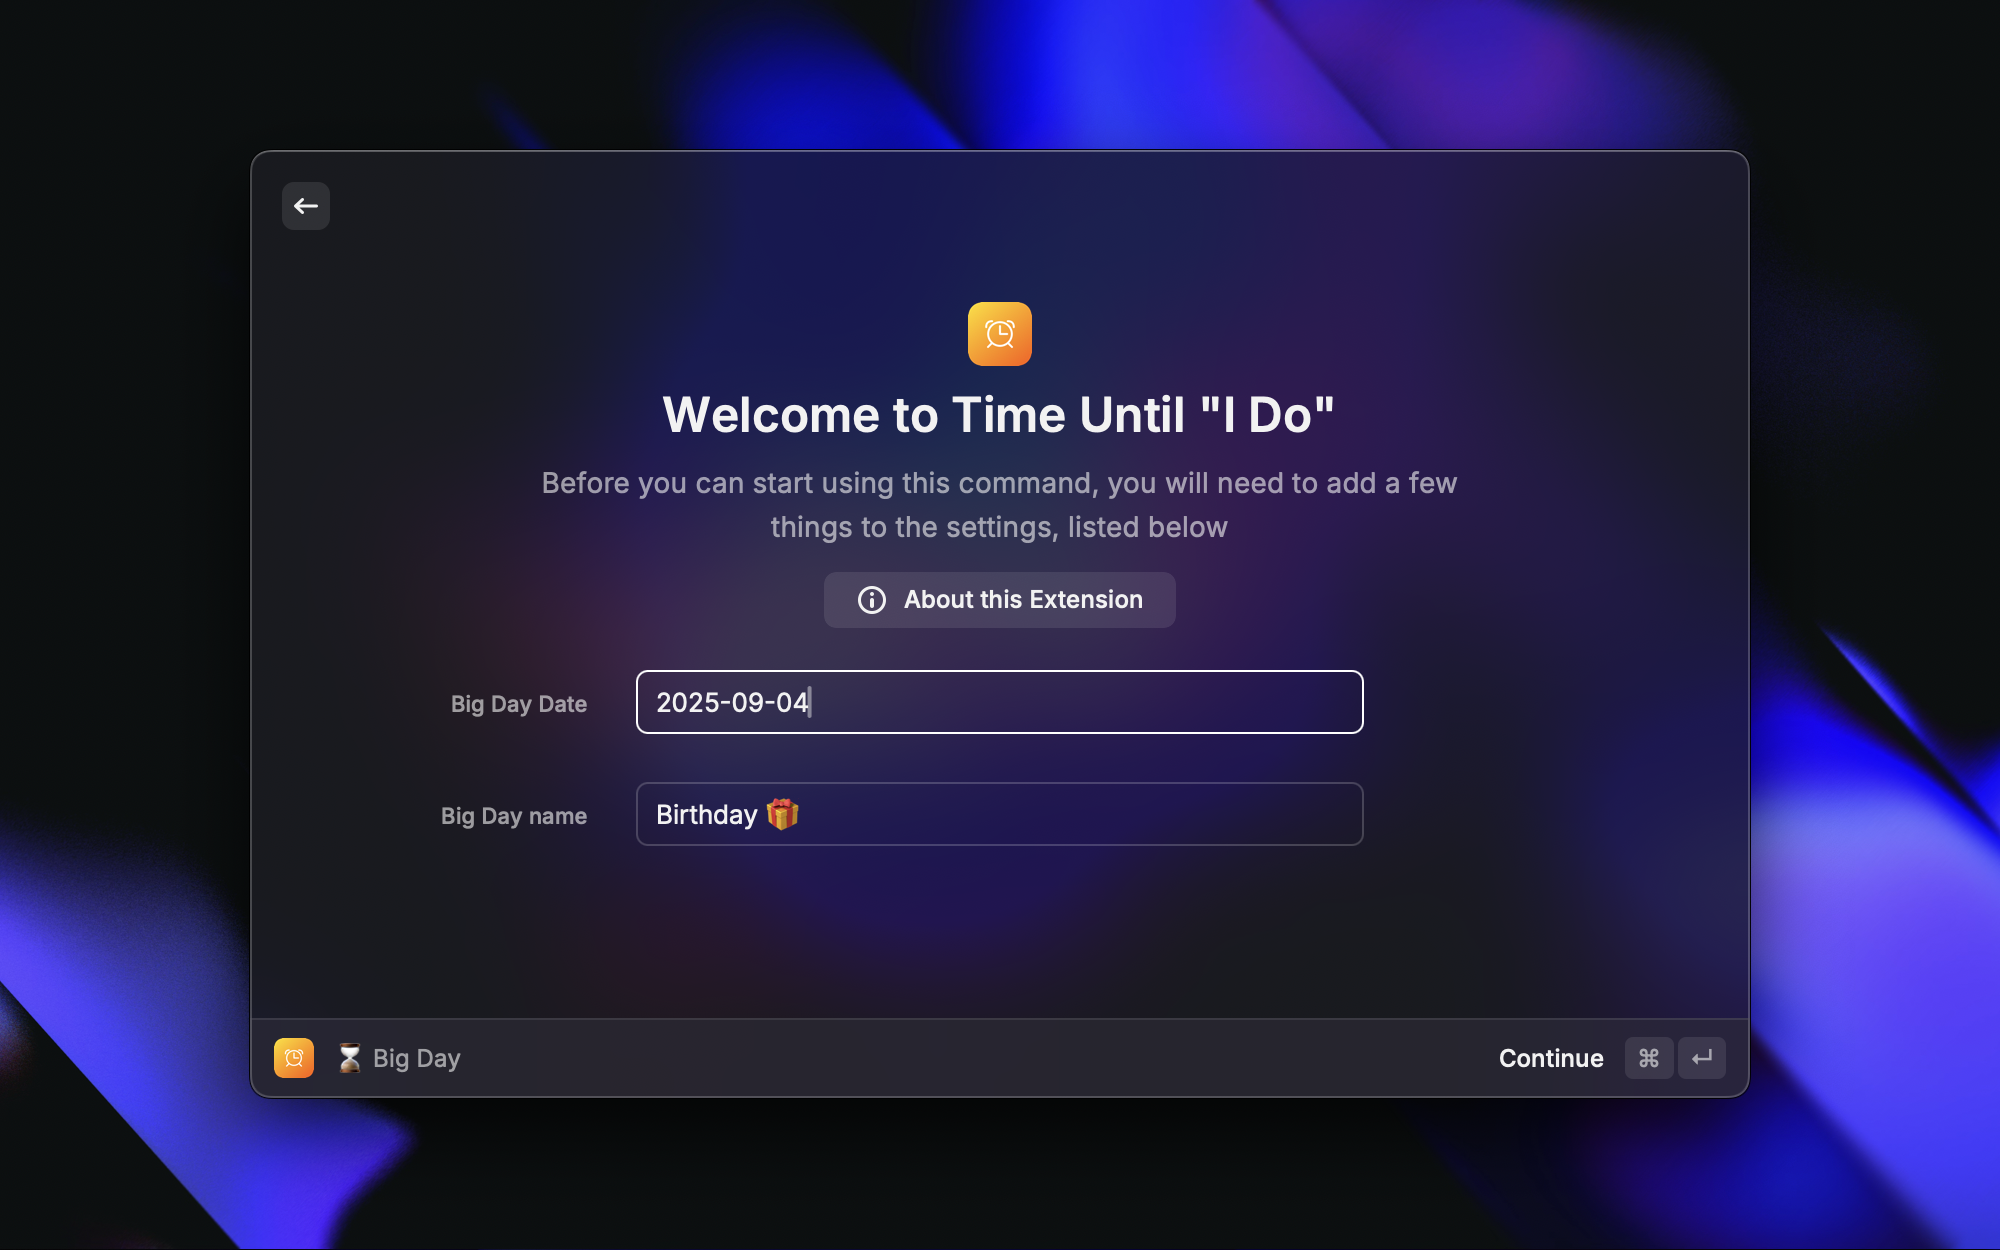 Welcome to Time Until "I Do"
Before you can start using this command, you will need to add a few
things to the settings, listed below
About this Extension
Big Day Date
2025-09-04
Big Day name
Birthday 🎁
⏳ Big Day
Continue ⌘ ↵